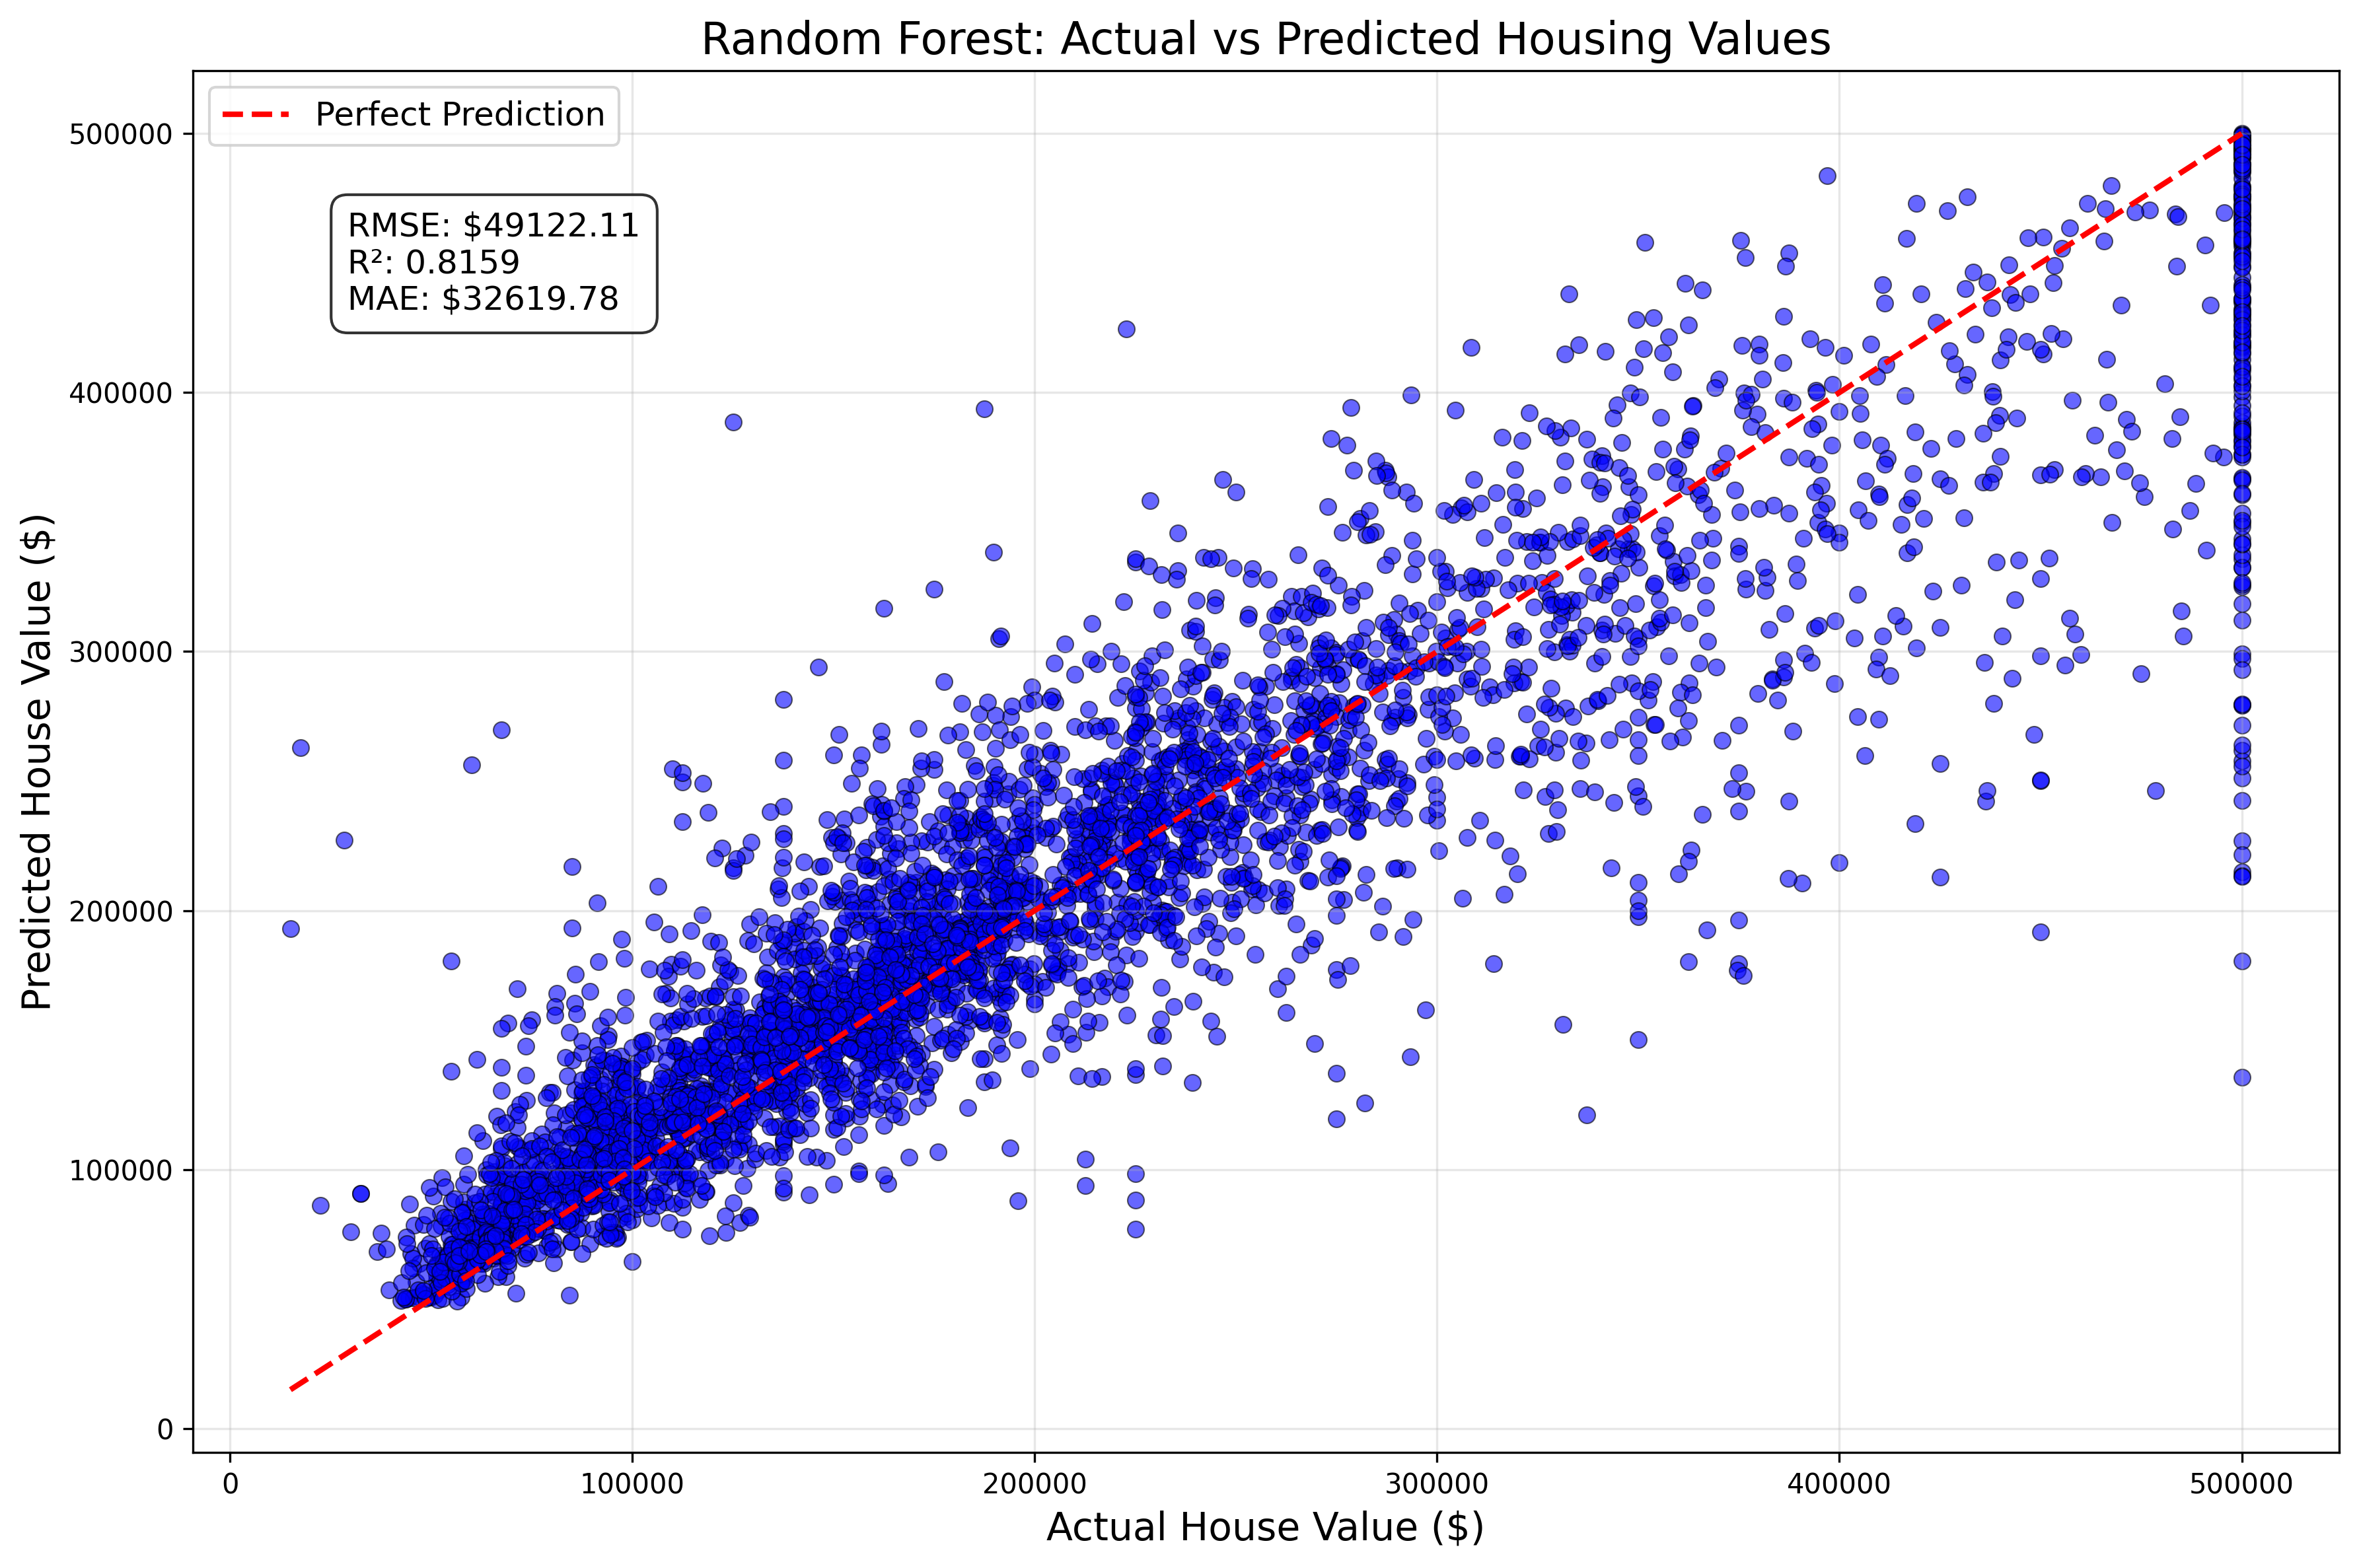 Random Forest: Actual vs Predicted Housing Values
Perfect Prediction
RMSE: $49122.11
R²: 0.8159
MAE: $32619.78
Predicted House Value ($)
500000
400000
300000
200000
100000
0
0 100000 200000 300000 400000 500000
Actual House Value ($)